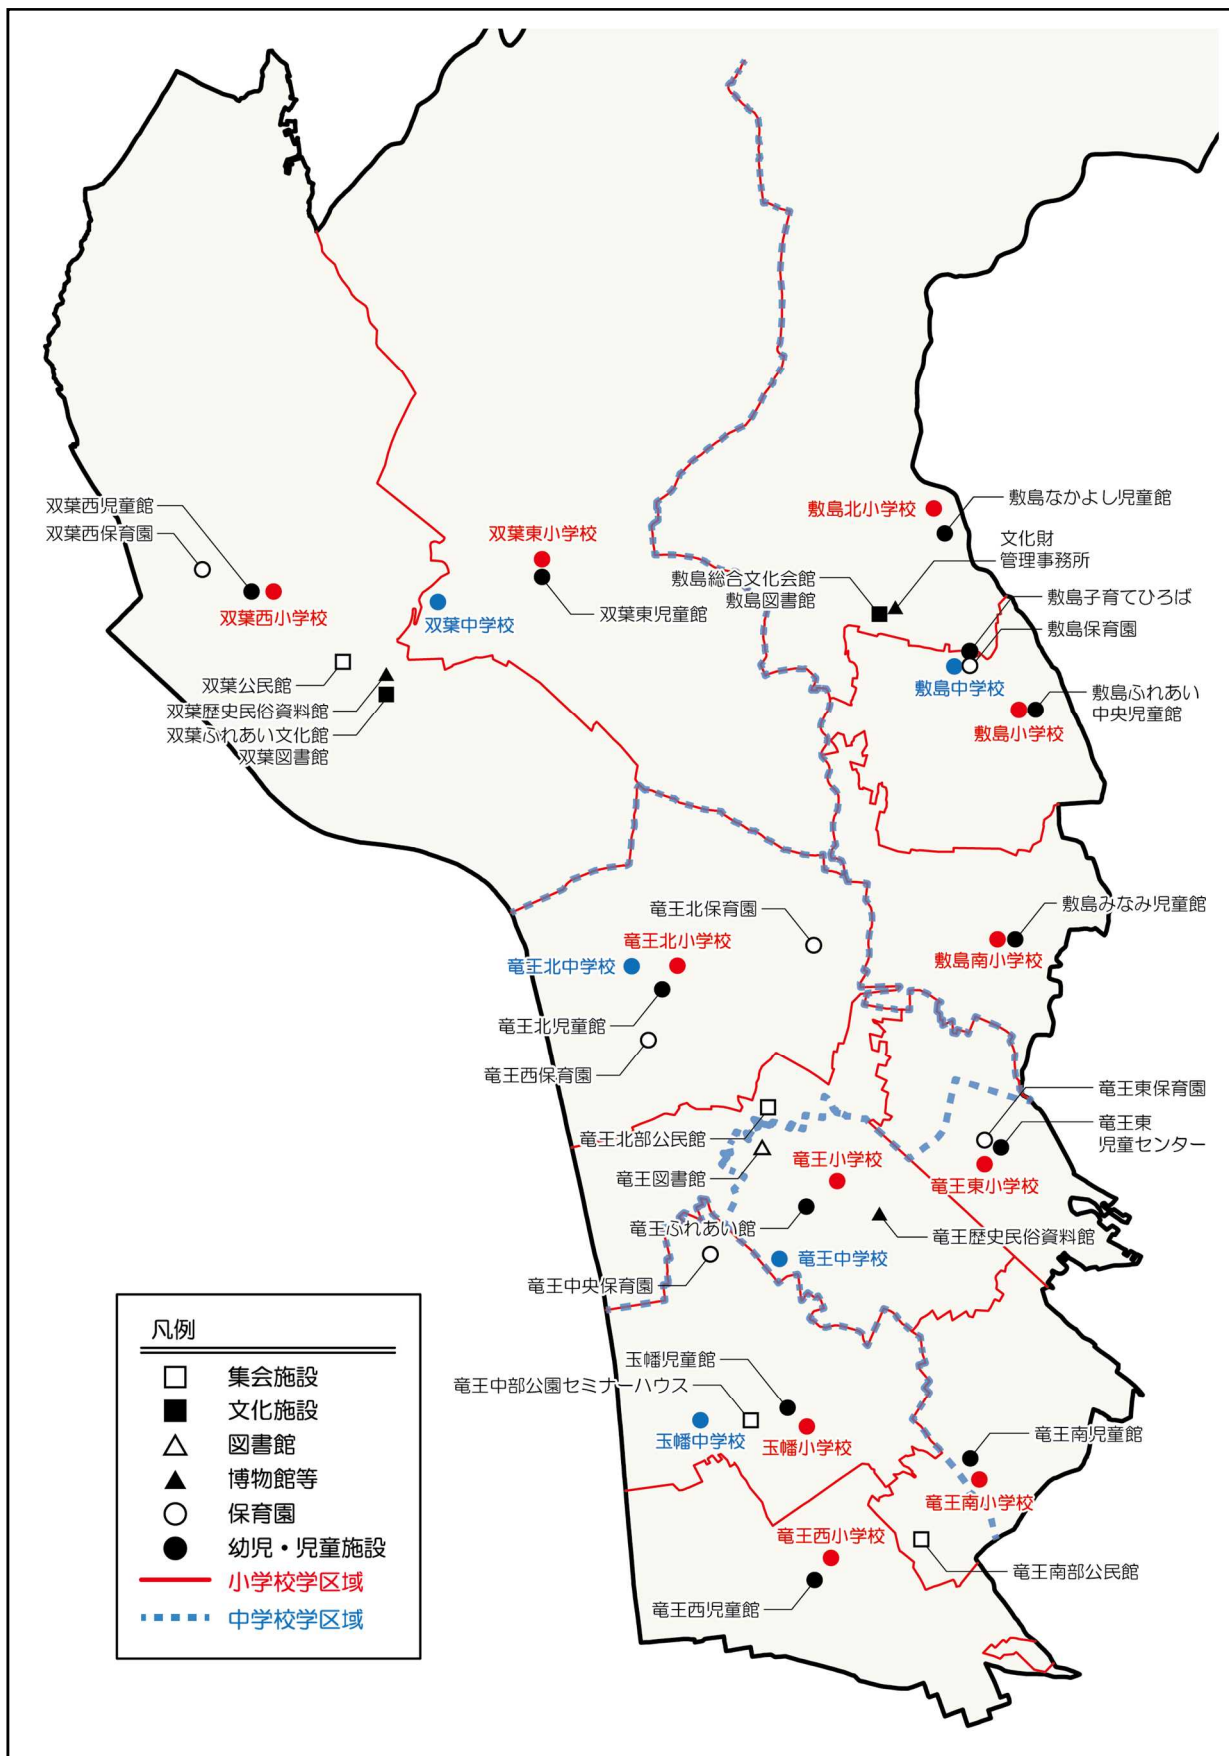 双葉西児童館
双葉西保育園
双葉西小学校
双葉東小学校
双葉中学校
双葉東児童館
双葉公民館
双葉歴史民俗資料館
双葉ふれあい文化館
双葉図書館
敷島北小学校
敷島なかよし児童館
文化財
管理事務所
敷島総合文化会館
敷島図書館
敷島子育てひろば
敷島保育園
敷島中学校
敷島ふれあい
中央児童館
敷島小学校
竜王北保育園
敷島みなみ児童館
竜王北小学校
竜王北中学校
敷島南小学校
竜王北児童館
竜王西保育園
竜王東保育園
竜王東
児童センター
竜王北部公民館
竜王図書館
竜王小学校
竜王東小学校
竜王ふれあい館
竜王歴史民俗資料館
竜王中学校
竜王中央保育園
玉幡児童館
竜王中部公園セミナーハウス
玉幡中学校
玉幡小学校
竜王南児童館
竜王南小学校
竜王西小学校
竜王南部公民館
竜王西児童館
凡例
集会施設
文化施設
図書館
博物館等
保育園
幼児・児童施設
小学校学区域
中学校学区域